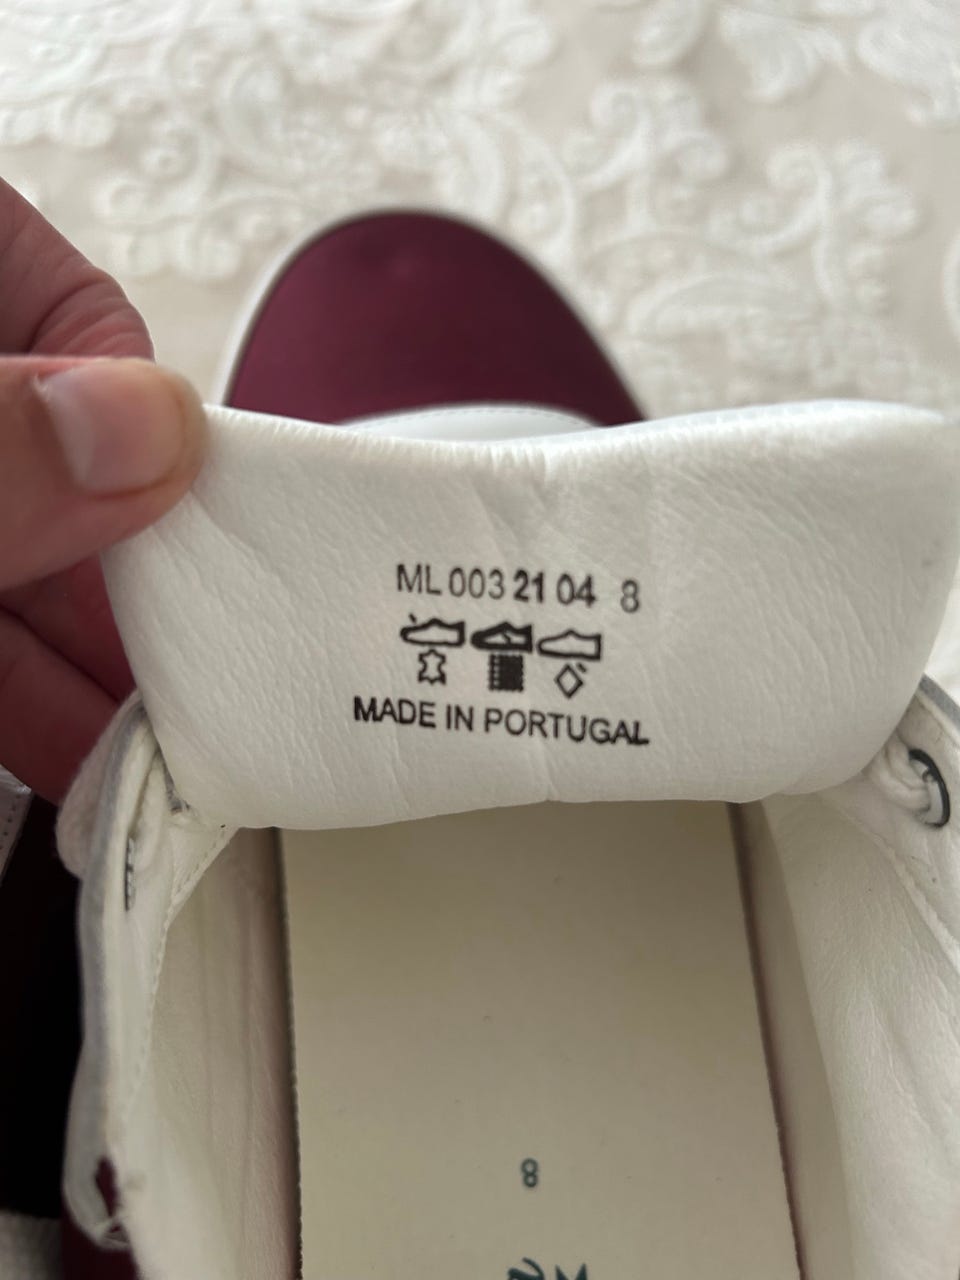 ML 003 21 04 8
MADE IN PORTUGAL
8